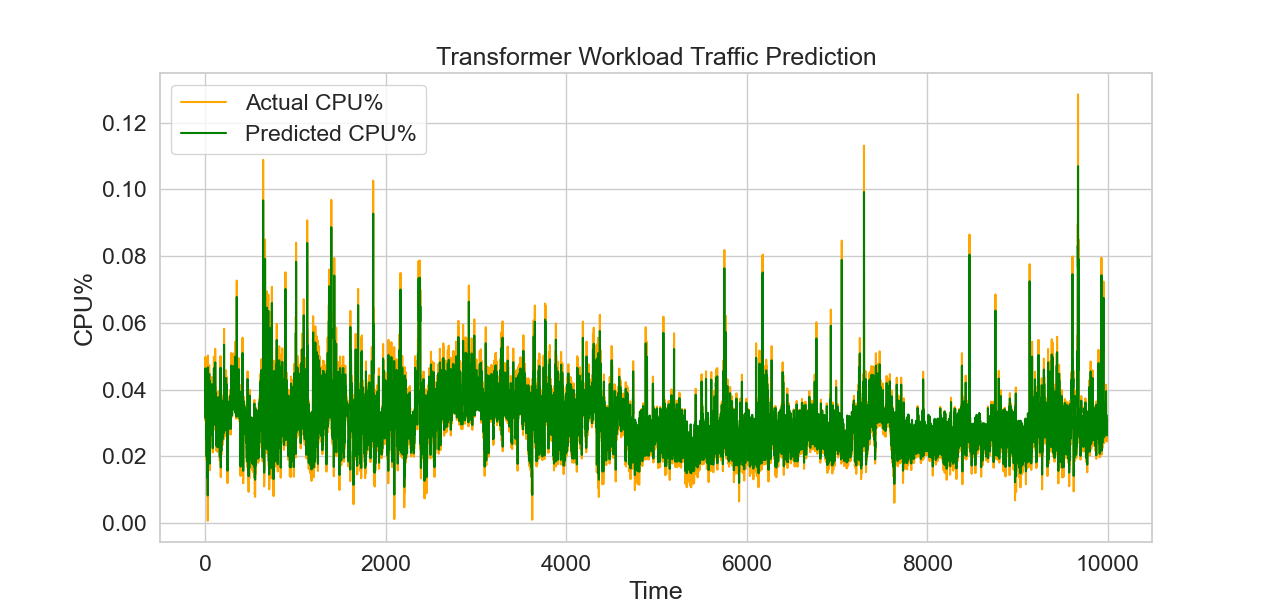 Transformer Workload Traffic Prediction
Actual CPU%
Predicted CPU%
0.12
0.10
0.08
0.06
0.04
0.02
0.00
CPU%
0 2000 4000 6000 8000 10000
Time